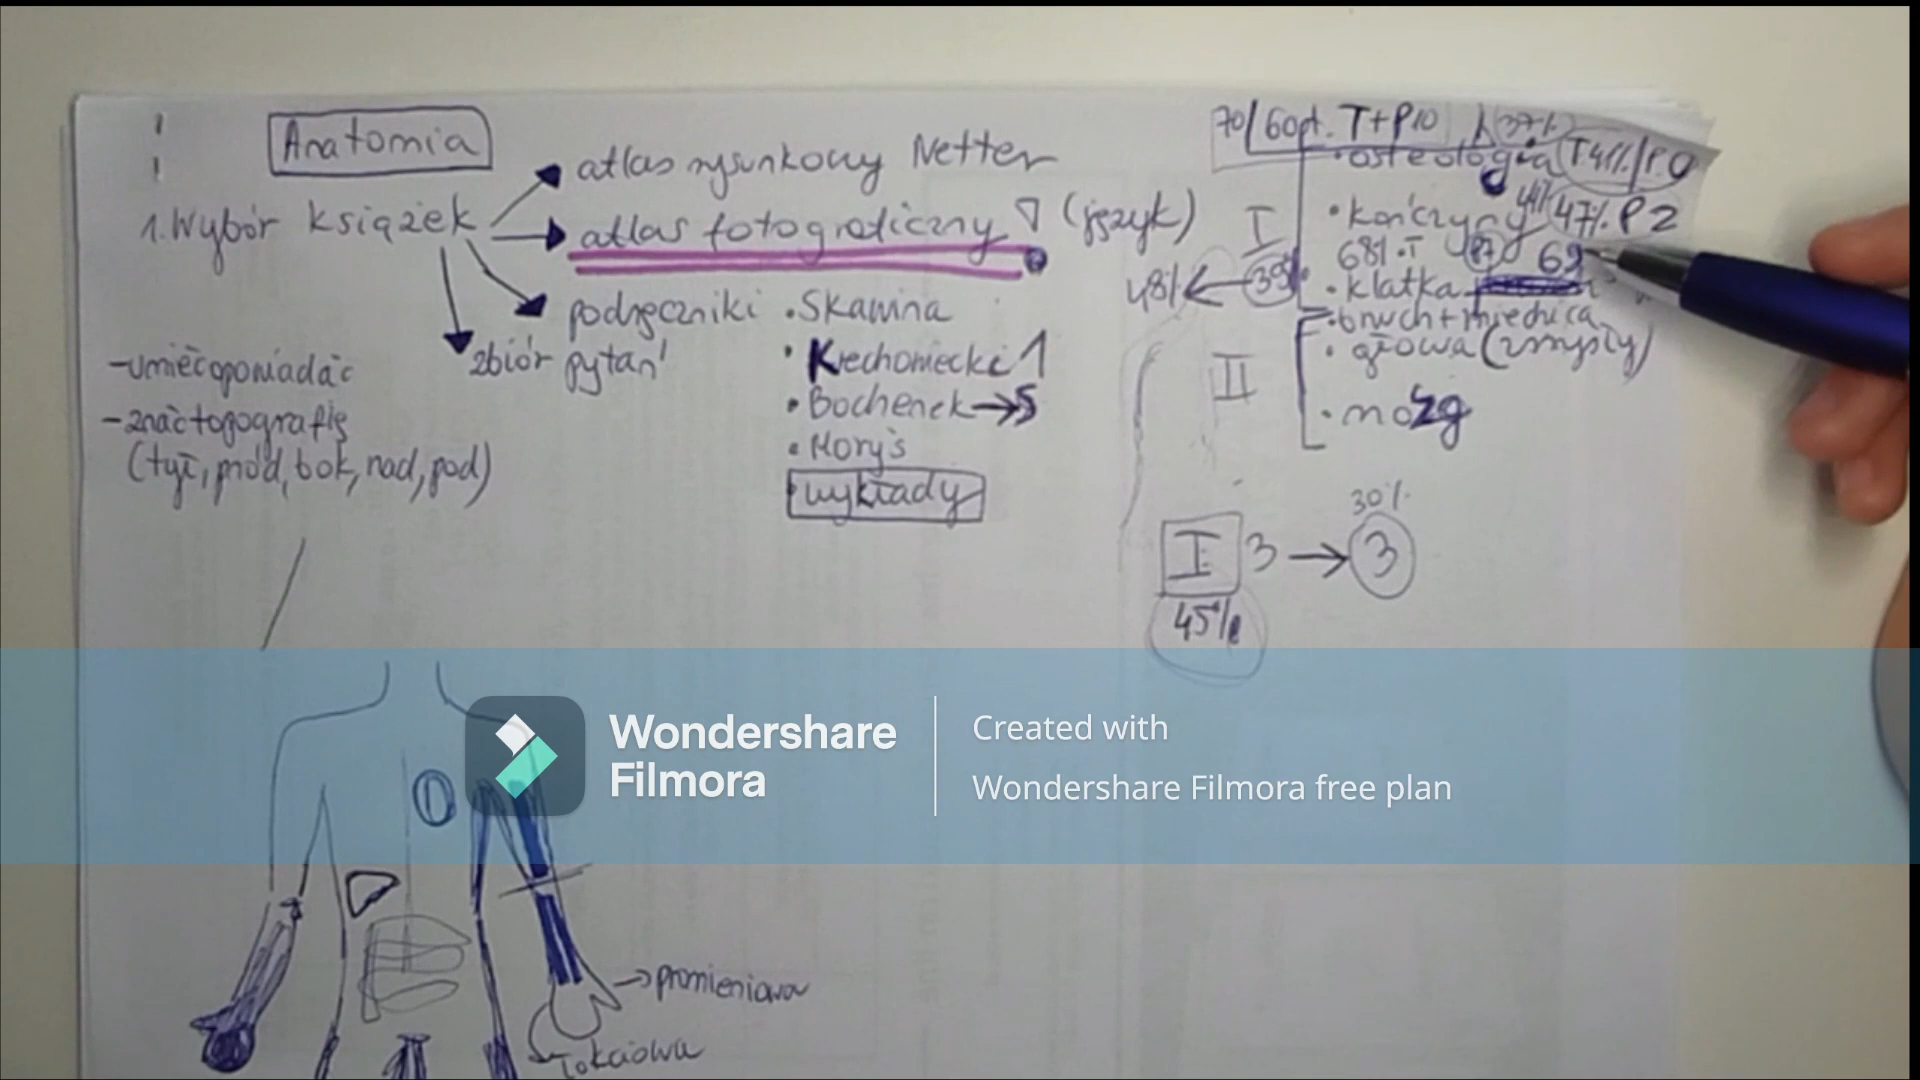 Anatomia
1. Wybór książek
atlas rysunkowy Netter
atlas fotograficzny (język)
podręczniki
• Skawina
• Krechowiecki 1
• Bochenek → 5
• Moryś
wykłady
zbiór pytań
- umieć opowiadać
- znać topografię
(tył, przód, bok, nad, pod)
70/60pt. T+P10
37%
• osteologia T41%/P.0
I
• kończyny 47%. P2
68%.T
69
• klatka
48% ← 39%
• brzuch + miednica
II
• głowa (zmysły)
• mózg
30%
I 3 → 3
45%
Wondershare
Filmora
Created with
Wondershare Filmora free plan
→ promieniowa
łokciowa